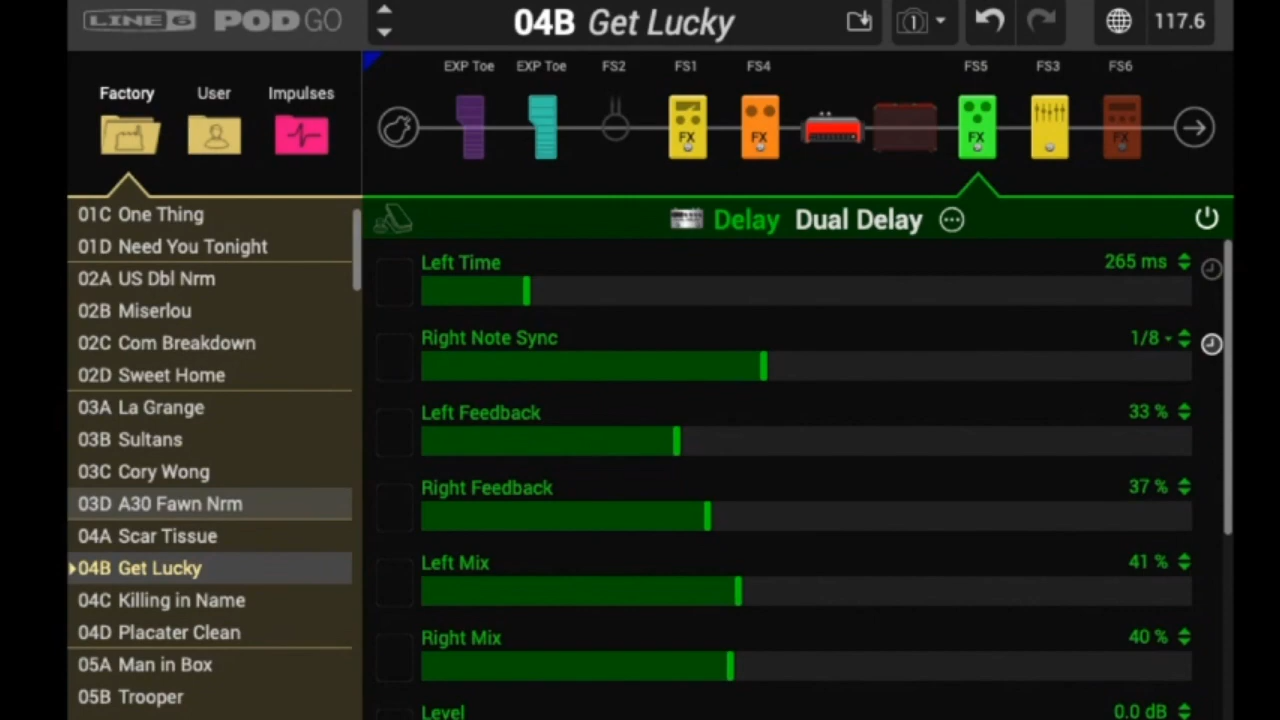 LINE 6 POD GO
04B Get Lucky
1
117.6
Factory User Impulses
EXP Toe EXP Toe FS2 FS1 FS4 FS5 FS3 FS6
FX FX FX FX
01C One Thing
01D Need You Tonight
02A US Dbl Nrm
02B Miserlou
02C Com Breakdown
02D Sweet Home
03A La Grange
03B Sultans
03C Cory Wong
03D A30 Fawn Nrm
04A Scar Tissue
04B Get Lucky
04C Killing in Name
04D Placater Clean
05A Man in Box
05B Trooper
Delay Dual Delay
Left Time 265 ms
Right Note Sync 1/8
Left Feedback 33 %
Right Feedback 37 %
Left Mix 41 %
Right Mix 40 %
Level 0.0 dB